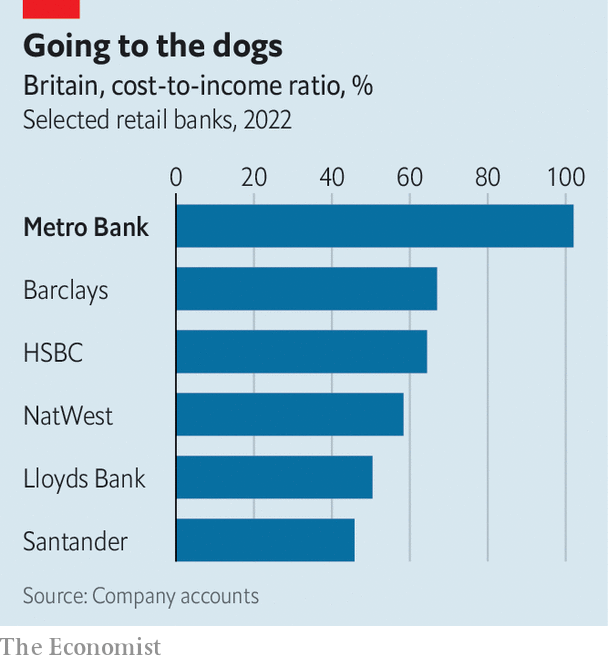 Going to the dogs
Britain, cost-to-income ratio, %
Selected retail banks, 2022
0 20 40 60 80 100
Metro Bank
Barclays
HSBC
NatWest
Lloyds Bank
Santander
Source: Company accounts
The Economist